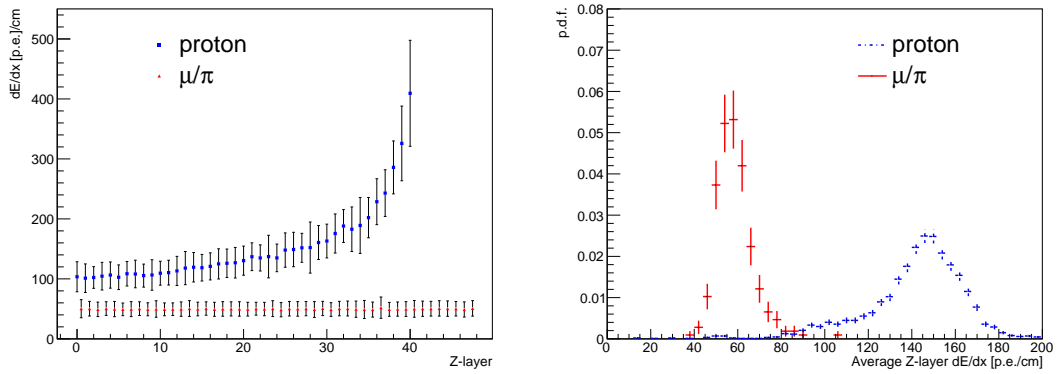 dE/dx [p.e.]/cm
500
400
300
200
100
0
proton
μ/π
0 10 20 30 40
Z-layer
p.d.f.
0.08
0.07
0.06
0.05
0.04
0.03
0.02
0.01
0
proton
μ/π
0 20 40 60 80 100 120 140 160 180 200
Average Z-layer dE/dx [p.e./cm]